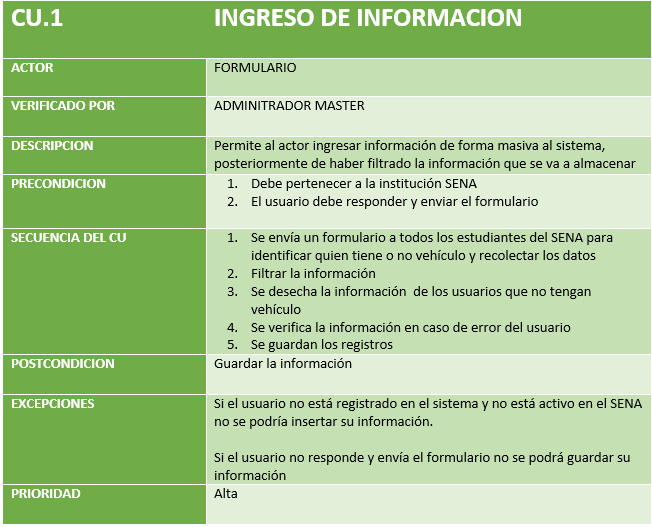 CU.1 INGRESO DE INFORMACION
ACTOR FORMULARIO
VERIFICADO POR ADMINITRADOR MASTER
DESCRIPCION Permite al actor ingresar información de forma masiva al sistema,
posteriormente de haber filtrado la información que se va a almacenar
PRECONDICION 1. Debe pertenecer a la institución SENA
2. El usuario debe responder y enviar el formulario
SECUENCIA DEL CU 1. Se envía un formulario a todos los estudiantes del SENA para
identificar quien tiene o no vehículo y recolectar los datos
2. Filtrar la información
3. Se desecha la información de los usuarios que no tengan
vehículo
4. Se verifica la información en caso de error del usuario
5. Se guardan los registros
POSTCONDICION Guardar la información
EXCEPCIONES Si el usuario no está registrado en el sistema y no está activo en el SENA
no se podría insertar su información.
Si el usuario no responde y envía el formulario no se podrá guardar su
información
PRIORIDAD Alta